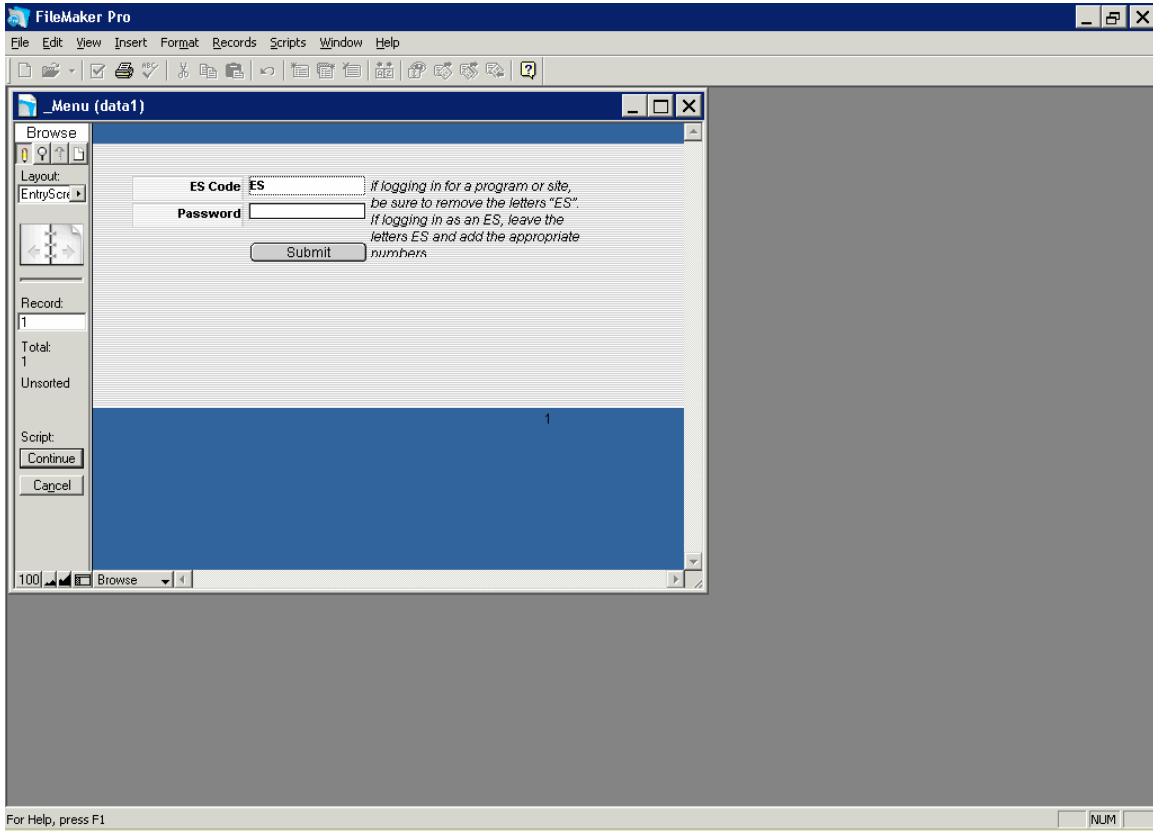 FileMaker Pro
File Edit View Insert Format Records Scripts Window Help
_Menu (data1)
Browse
Layout:
EntryScre
ES Code ES
Password
Submit
If logging in for a program or site,
be sure to remove the letters "ES".
If logging in as an ES, leave the
letters ES and add the appropriate
numbers
Record:
1
Total:
1
Unsorted
1
Script:
Continue
Cancel
100 Browse
For Help, press F1
NUM